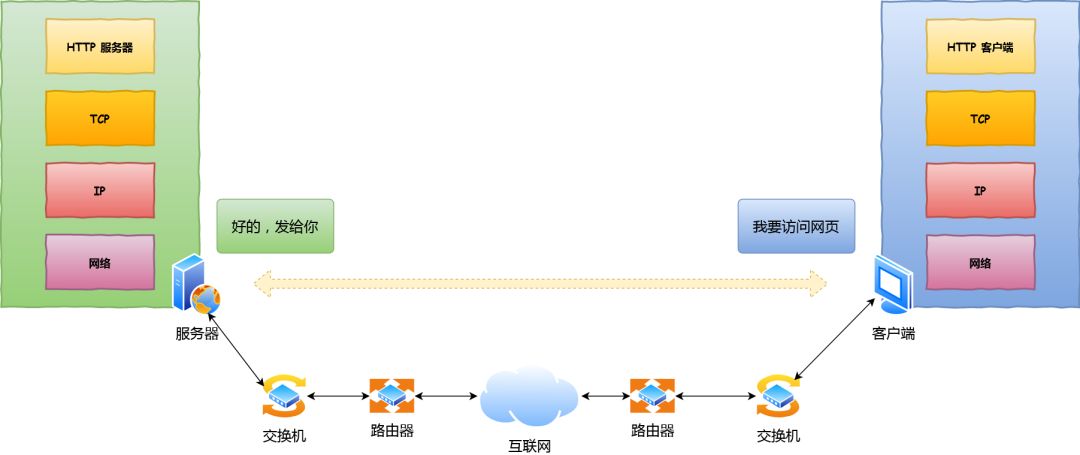 HTTP 服务器
TCP
IP
网络
服务器
好的，发给你
我要访问网页
HTTP 客户端
TCP
IP
网络
客户端
交换机
路由器
互联网
路由器
交换机